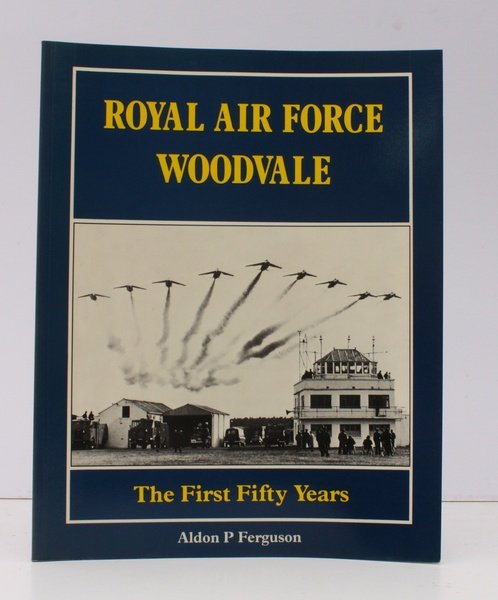 ROYAL AIR FORCE
WOODVALE
The First Fifty Years
Aldon P Ferguson